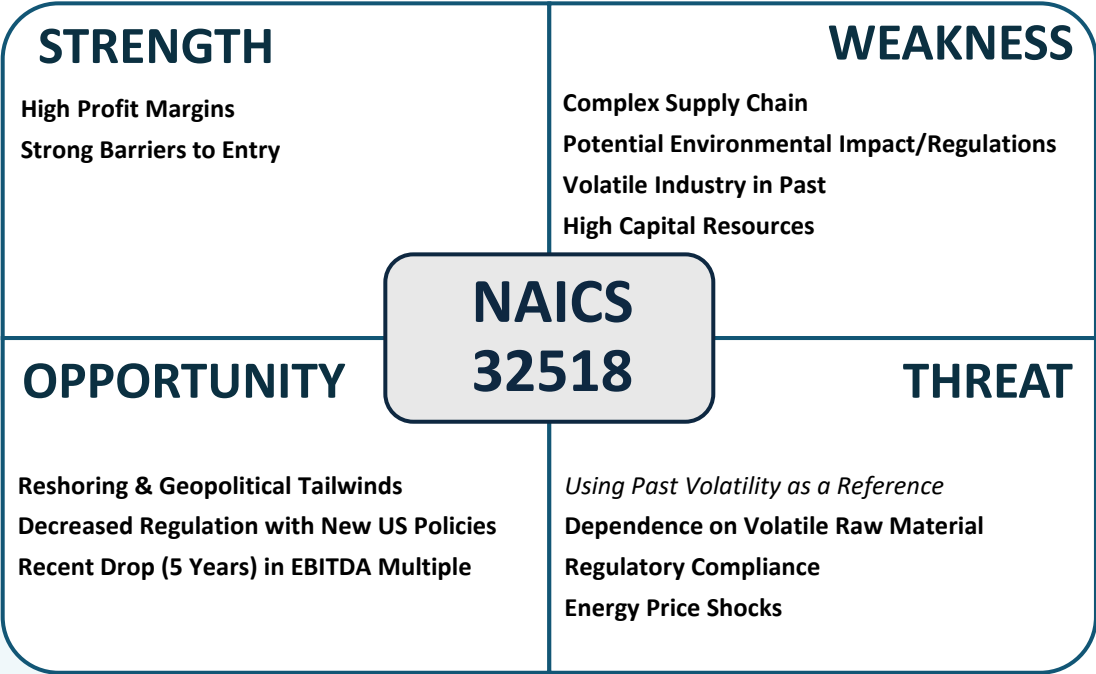 STRENGTH
High Profit Margins
Strong Barriers to Entry
WEAKNESS
Complex Supply Chain
Potential Environmental Impact/Regulations
Volatile Industry in Past
High Capital Resources
NAICS
32518
OPPORTUNITY
Reshoring & Geopolitical Tailwinds
Decreased Regulation with New US Policies
Recent Drop (5 Years) in EBITDA Multiple
THREAT
Using Past Volatility as a Reference
Dependence on Volatile Raw Material
Regulatory Compliance
Energy Price Shocks